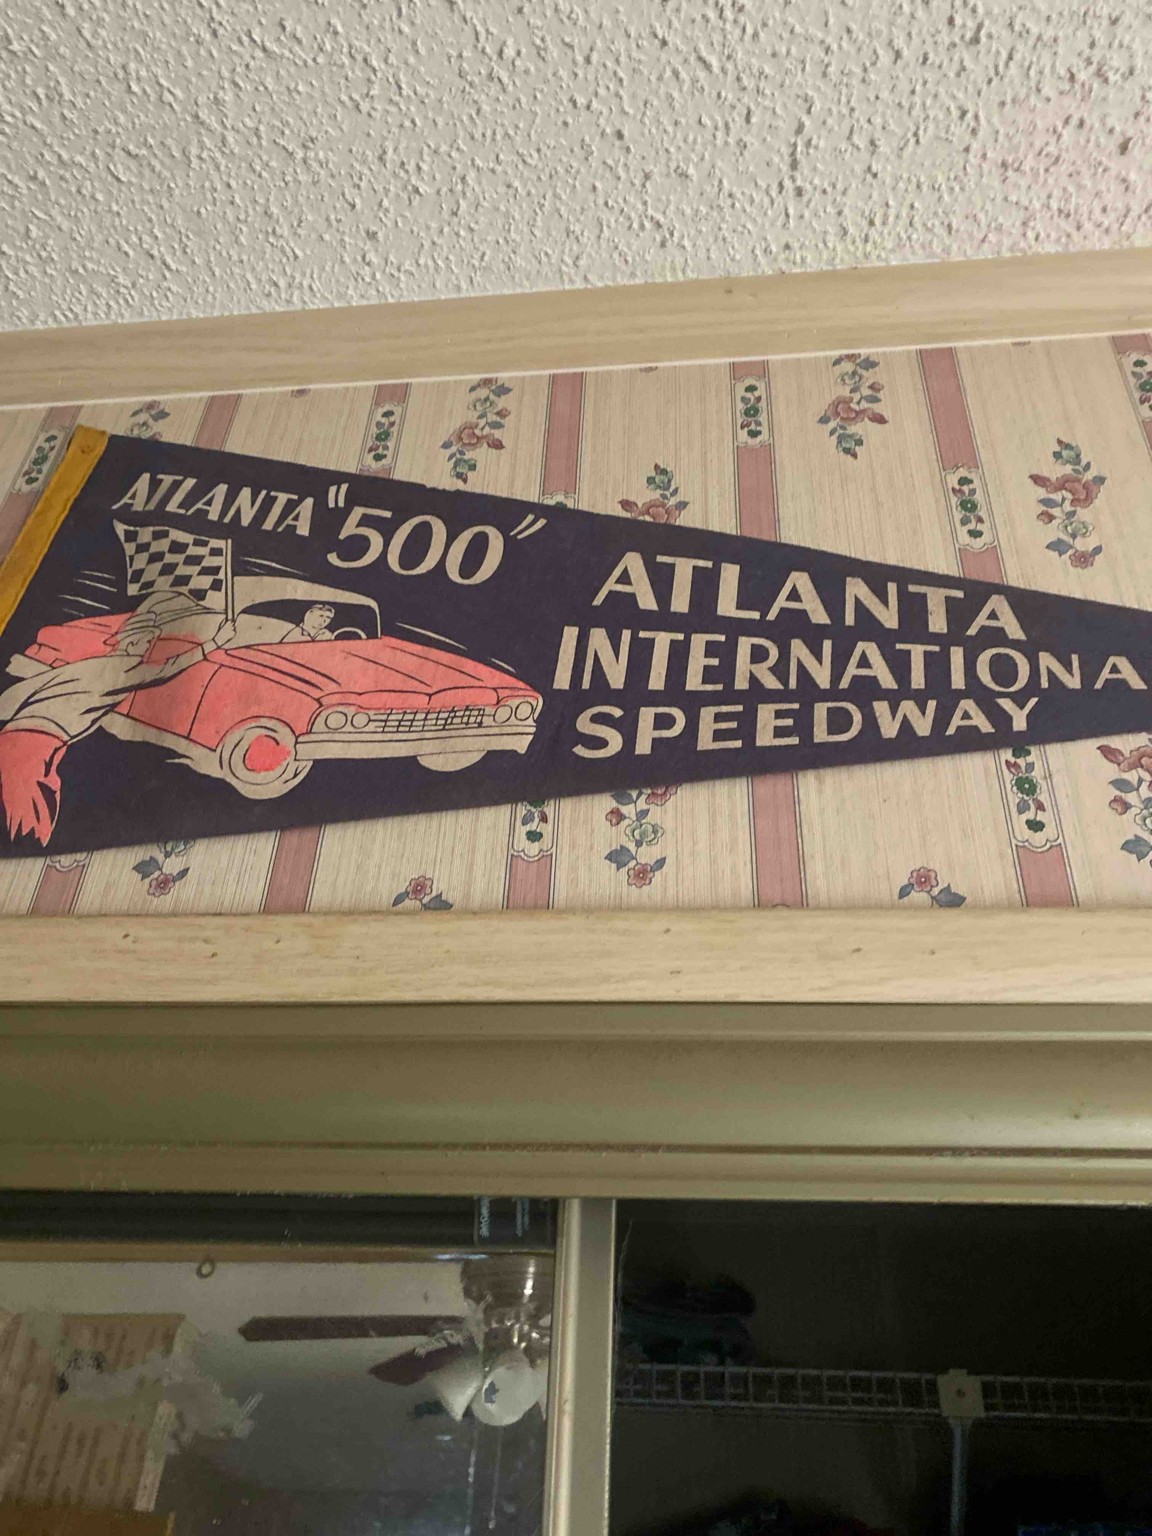 ATLANTA "500"
ATLANTA
INTERNATIONA
SPEEDWAY